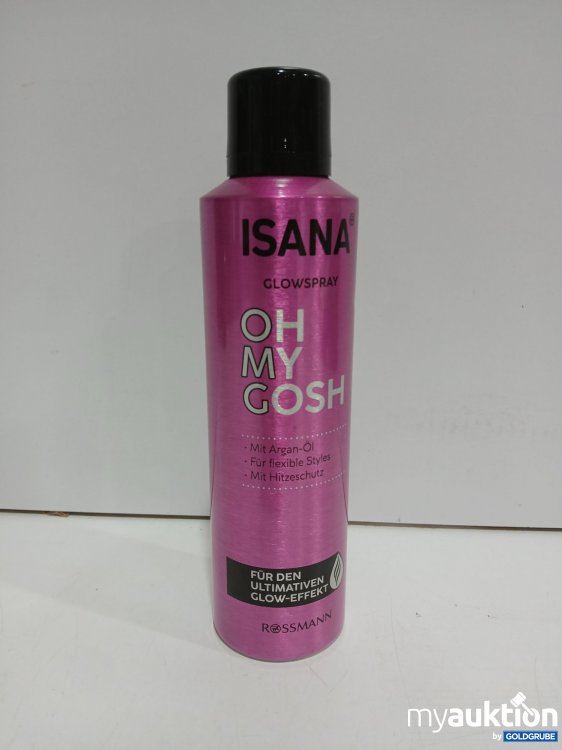 ISANA®
GLOWSPRAY
OH
MY
GOSH
· Mit Argan-Öl
· Für flexible Styles
· Mit Hitzeschutz
FÜR DEN
ULTIMATIVEN
GLOW-EFFEKT
ROSSMANN
myauktion
by GOLDGRUBE